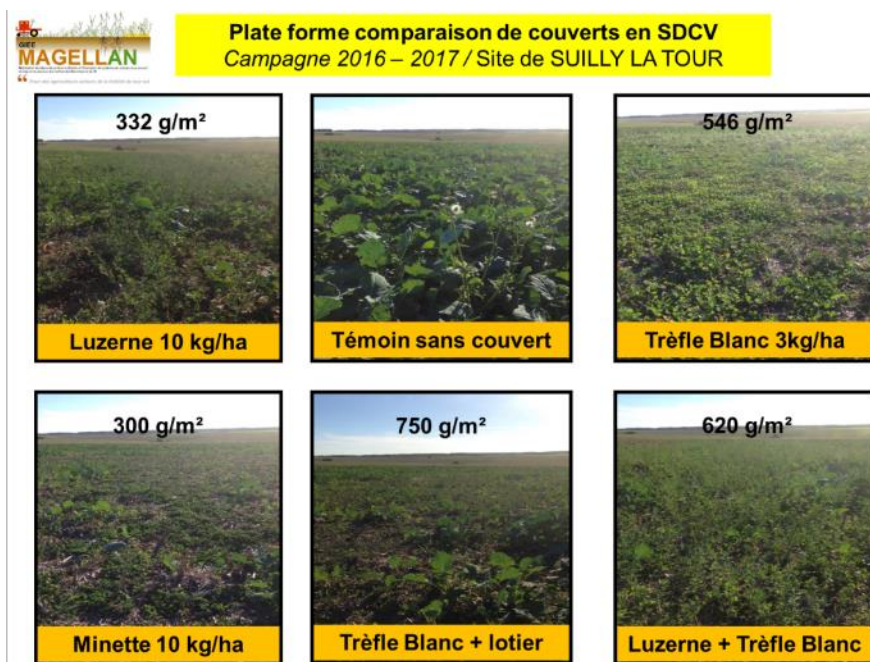 Plate forme comparaison de couverts en SDCV
Campagne 2016 – 2017 / Site de SUILLY LA TOUR
GIEE
MAGELLAN
332 g/m²
546 g/m²
Luzerne 10 kg/ha
Témoin sans couvert
Trèfle Blanc 3kg/ha
300 g/m²
750 g/m²
620 g/m²
Minette 10 kg/ha
Trèfle Blanc + lotier
Luzerne + Trèfle Blanc